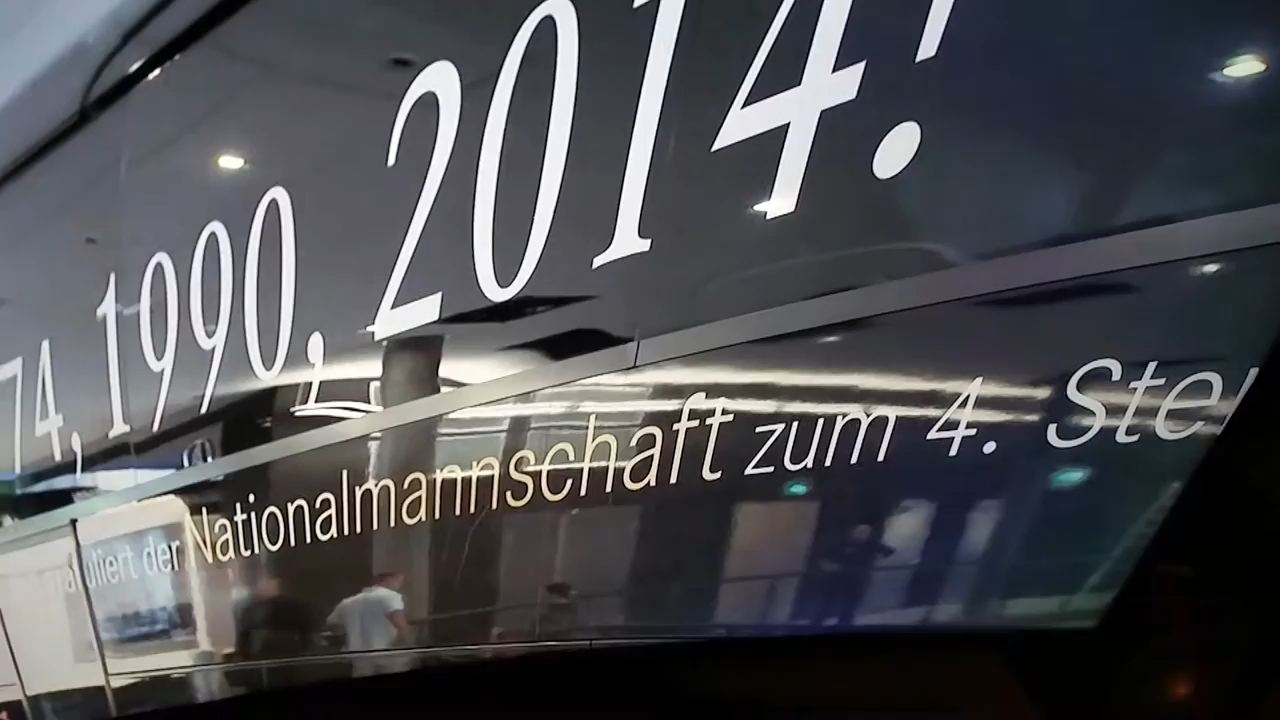 74, 1990, 2014!
uliert der Nationalmannschaft zum 4. Ste